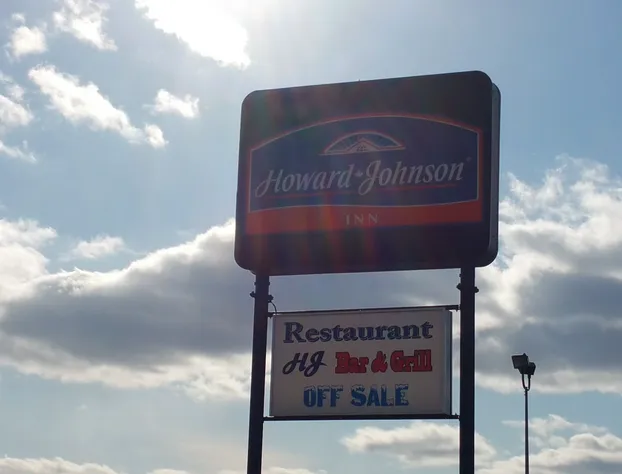 Howard Johnson®
INN
Restaurant
HJ Bar & Grill
OFF SALE